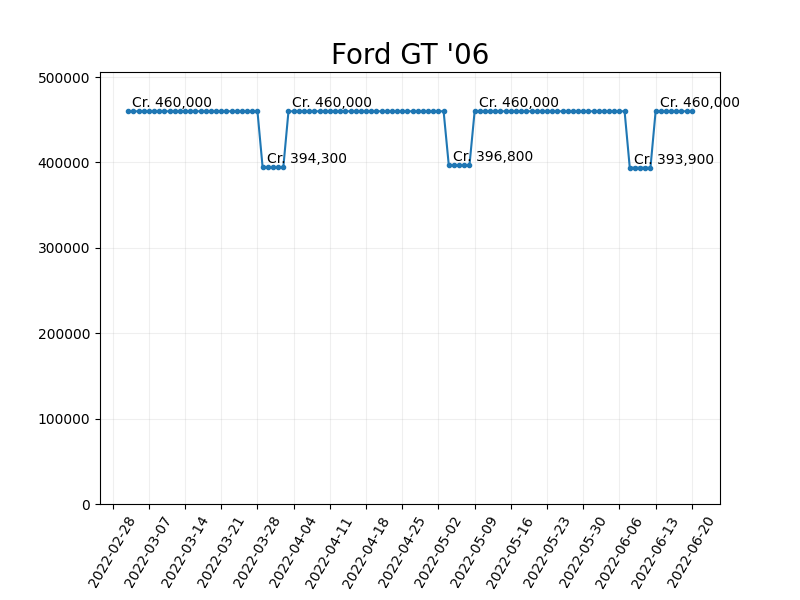 Ford GT '06
500000
400000
300000
200000
100000
0
Cr. 460,000
Cr. 394,300
Cr. 460,000
Cr. 396,800
Cr. 460,000
Cr. 393,900
Cr. 460,000
2022-02-28
2022-03-07
2022-03-14
2022-03-21
2022-03-28
2022-04-04
2022-04-11
2022-04-18
2022-04-25
2022-05-02
2022-05-09
2022-05-16
2022-05-23
2022-05-30
2022-06-06
2022-06-13
2022-06-20